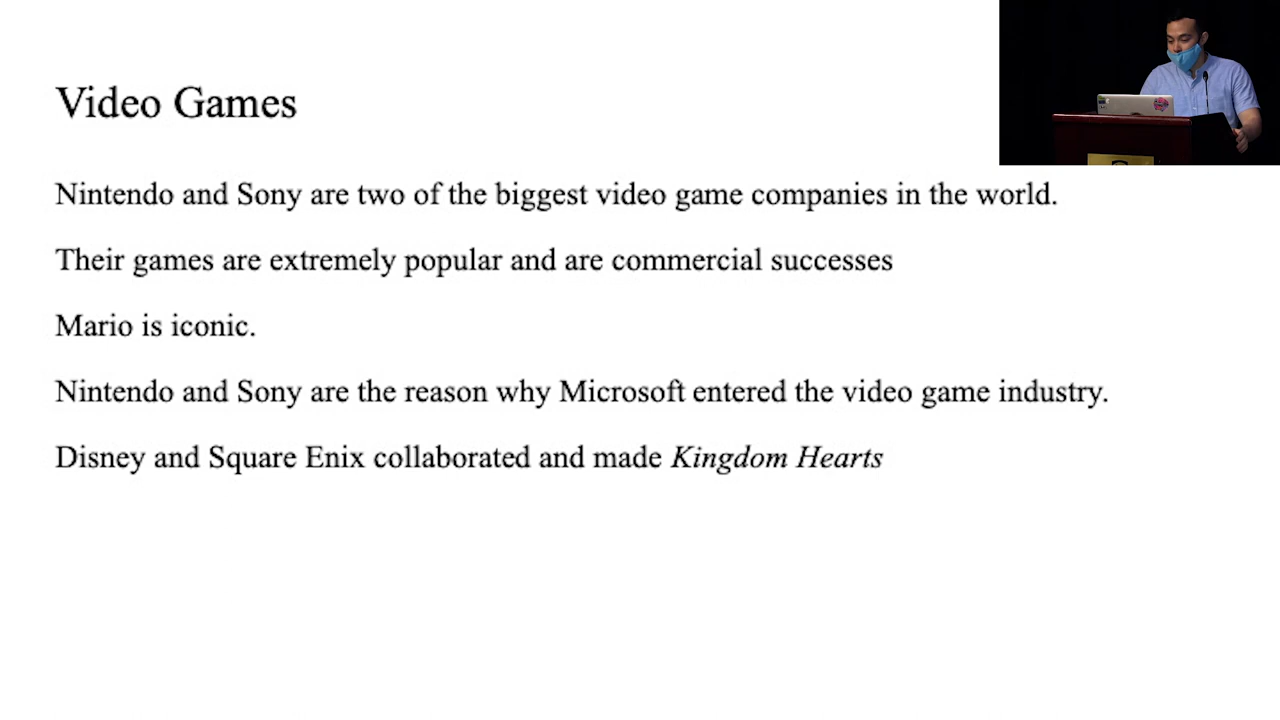 Video Games
Nintendo and Sony are two of the biggest video game companies in the world.
Their games are extremely popular and are commercial successes
Mario is iconic.
Nintendo and Sony are the reason why Microsoft entered the video game industry.
Disney and Square Enix collaborated and made Kingdom Hearts